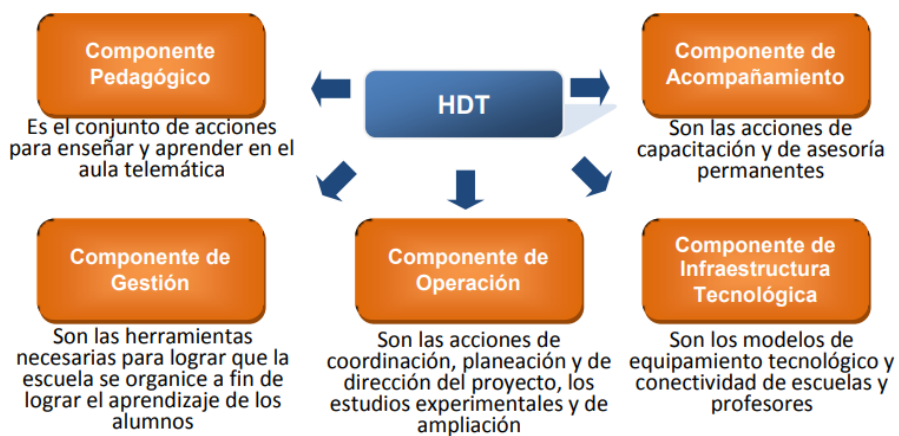 Componente
Pedagógico
Es el conjunto de acciones
para enseñar y aprender en el
aula telemática
HDT
Componente de
Acompañamiento
Son las acciones de
capacitación y de asesoría
permanentes
Componente de
Gestión
Son las herramientas
necesarias para lograr que la
escuela se organice a fin de
lograr el aprendizaje de los
alumnos
Componente de
Operación
Son las acciones de
coordinación, planeación y de
dirección del proyecto, los
estudios experimentales y de
ampliación
Componente de
Infraestructura
Tecnológica
Son los modelos de
equipamiento tecnológico y
conectividad de escuelas y
profesores